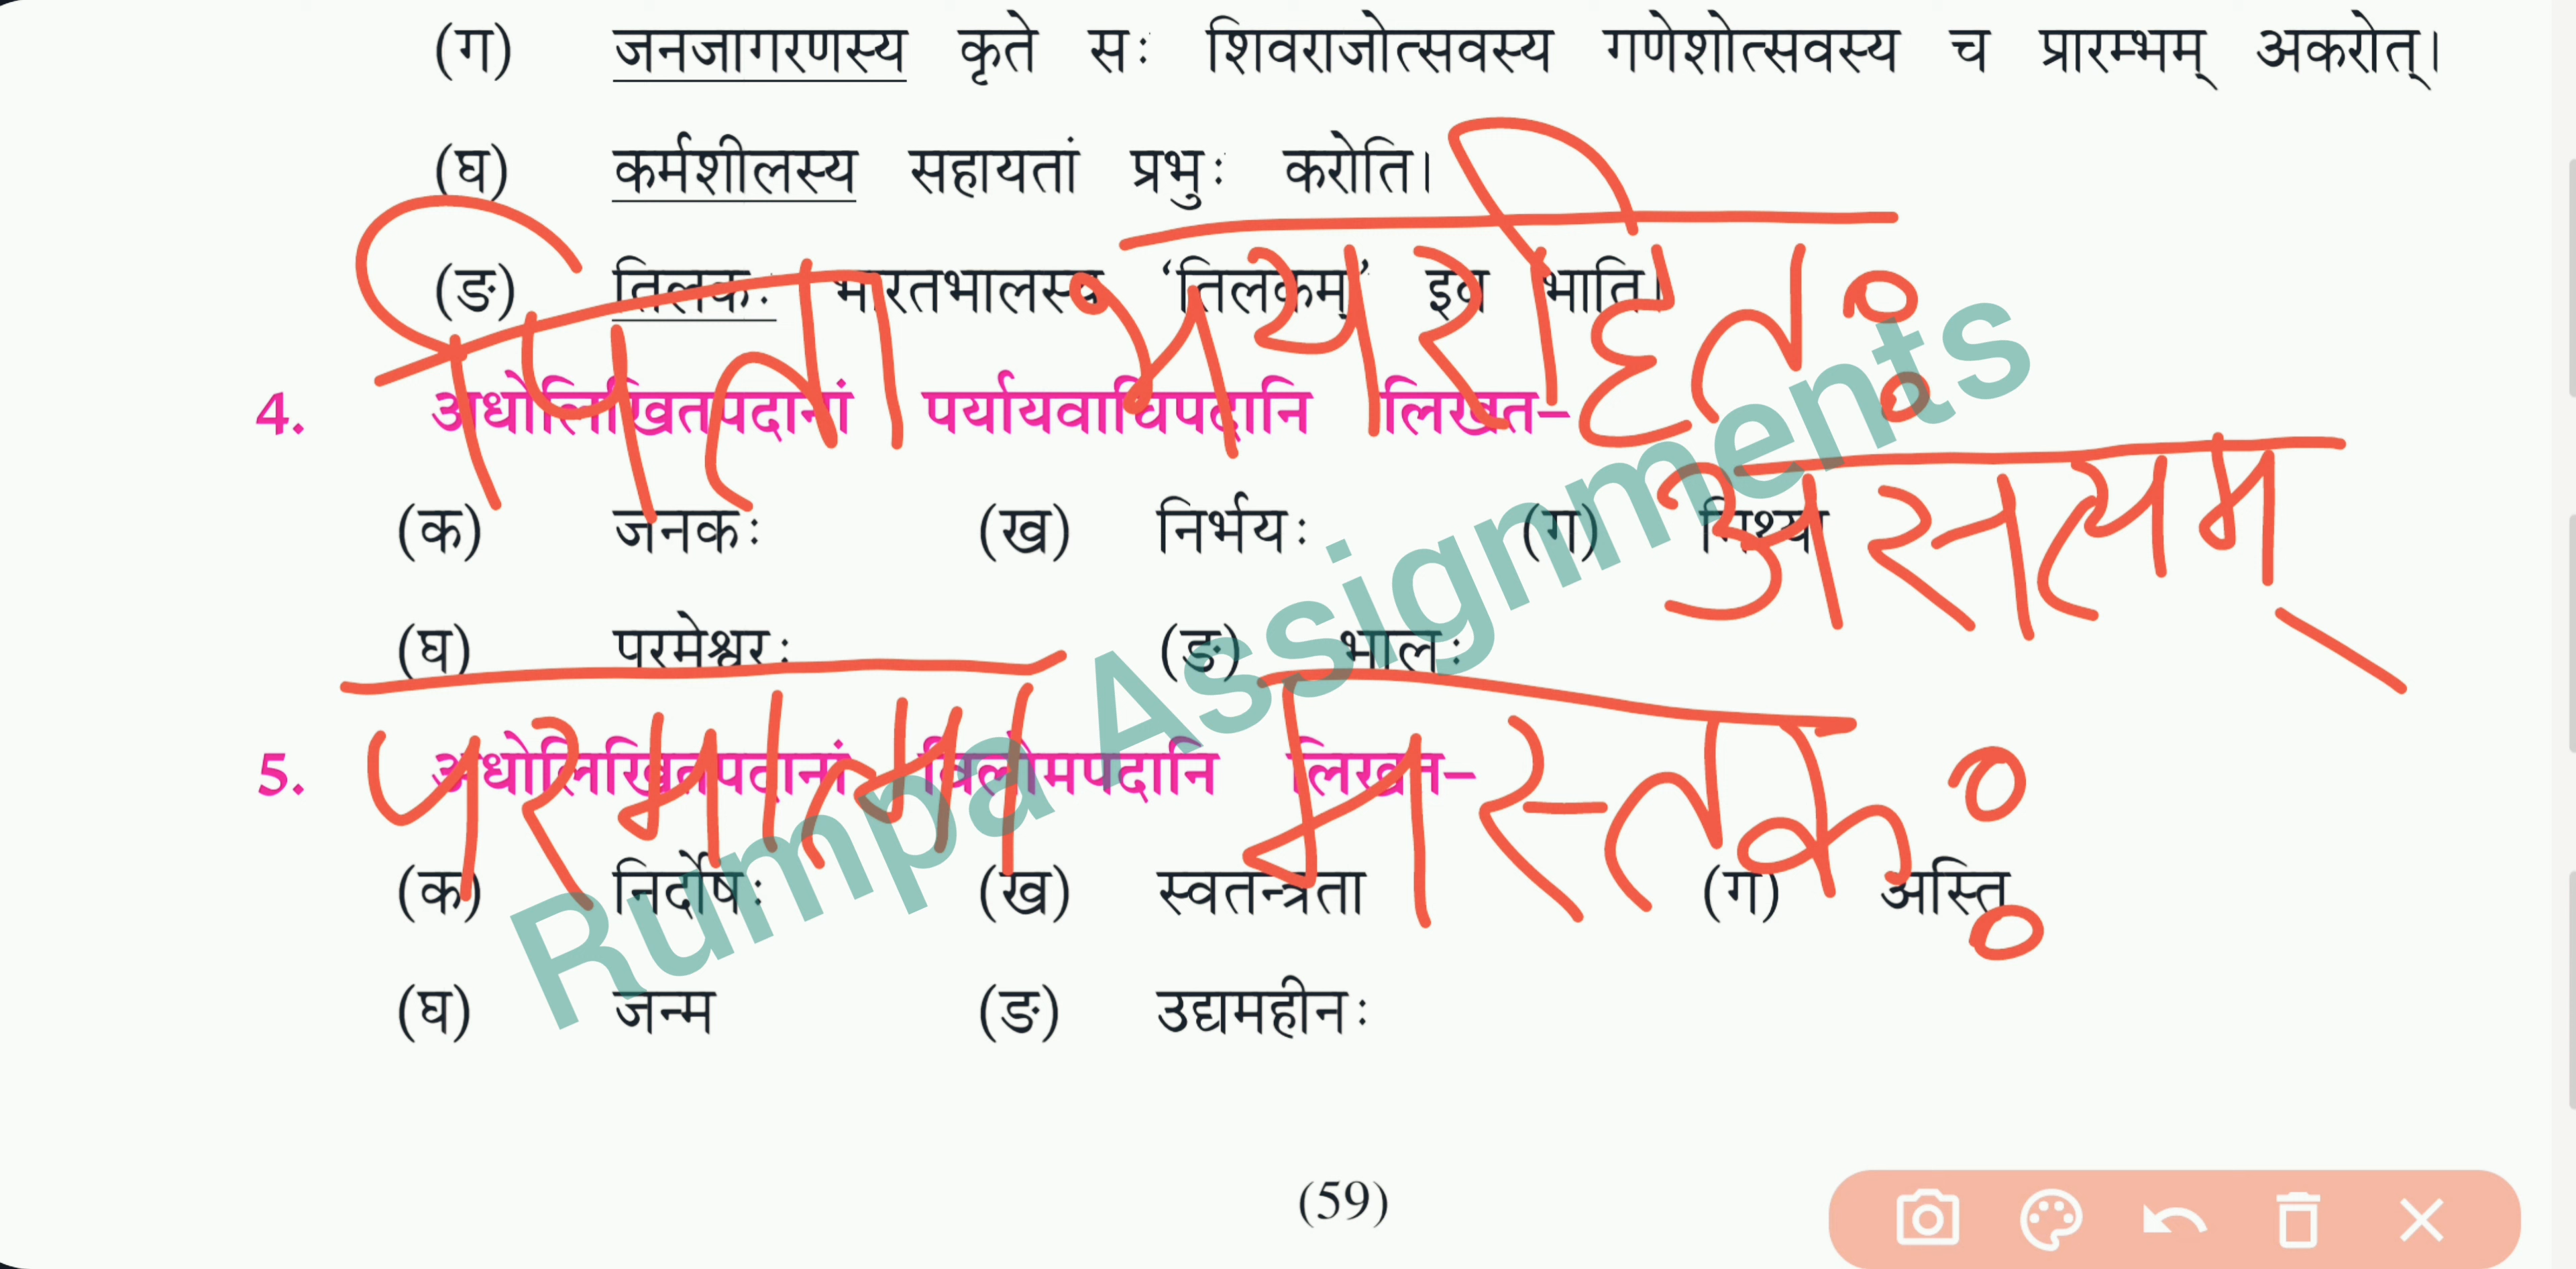 (ग) जनजागरणस्य कृते सः शिवराजोत्सवस्य गणेशोत्सवस्य च प्रारम्भम् अकरोत्।
(घ) कर्मशीलस्य सहायतां प्रभुः करोति।
(ङ) तिलकः भारतभालस्य ‘तिलकम्’ इव भाति।
पिता भयरहितः
4. अधोलिखितपदानां पर्यायवाचिपदानि लिखत–
असत्यम्
(क) जनकः (ख) निर्भयः (ग) मिथ्या
(घ) परमेश्वरः (ङ) भालः
परमात्मा मस्तकः
5. अधोलिखितपदानां विलोमपदानि लिखत–
(क) निर्दोषः (ख) स्वतन्त्रता (ग) अस्ति
(घ) जन्म (ङ) उद्यमहीनः
Rumpa Assignments
(59)